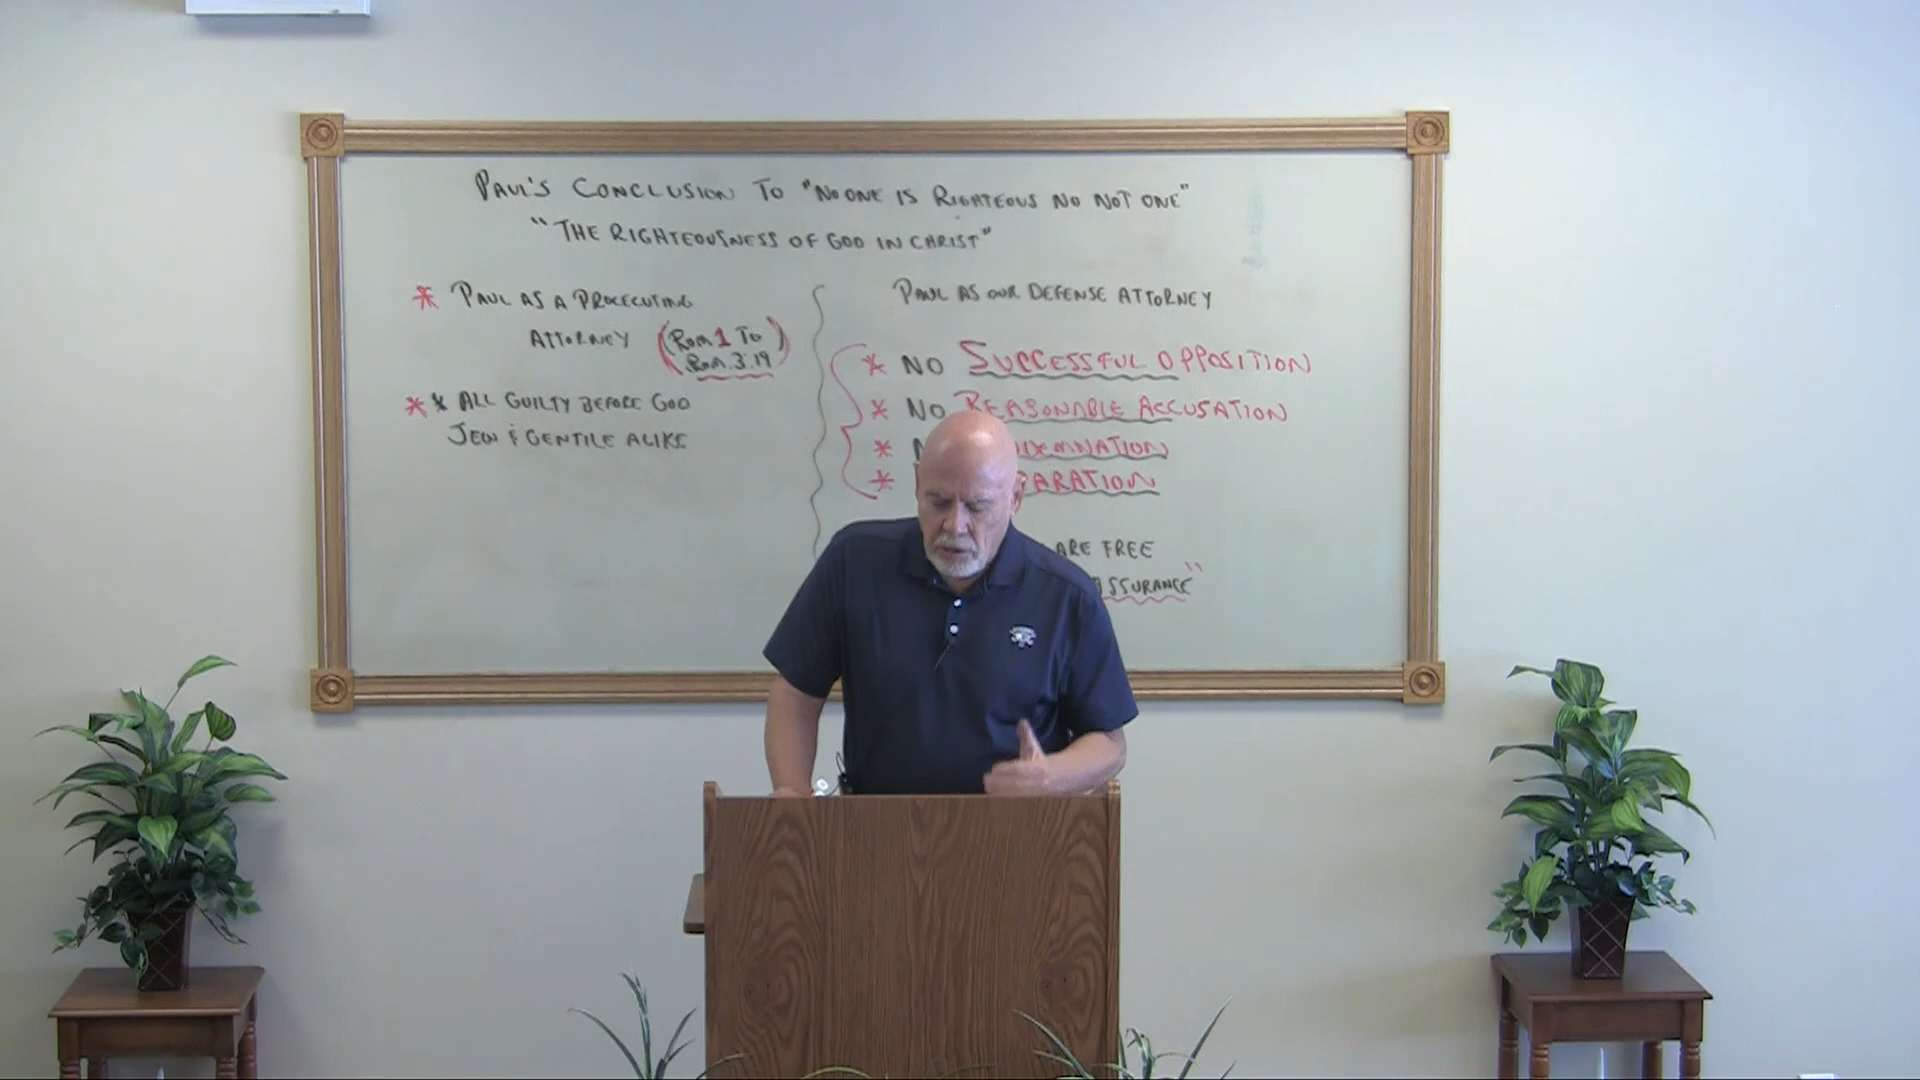 PAUL'S CONCLUSION TO "NO ONE IS RIGHTEOUS NO NOT ONE"
"THE RIGHTEOUSNESS OF GOD IN CHRIST"
* PAUL AS A PROCECUTING
ATTORNEY (Rom 1 To
Rom. 3.19)
** ALL GUILTY BEFORE GOD
JEW & GENTILE ALIKE
PAUL AS OUR DEFENSE ATTORNEY
* NO SUCCESSFUL OPPOSITION
* NO REASONABLE ACCUSATION
*
*
ARE FREE
ASSURANCE"